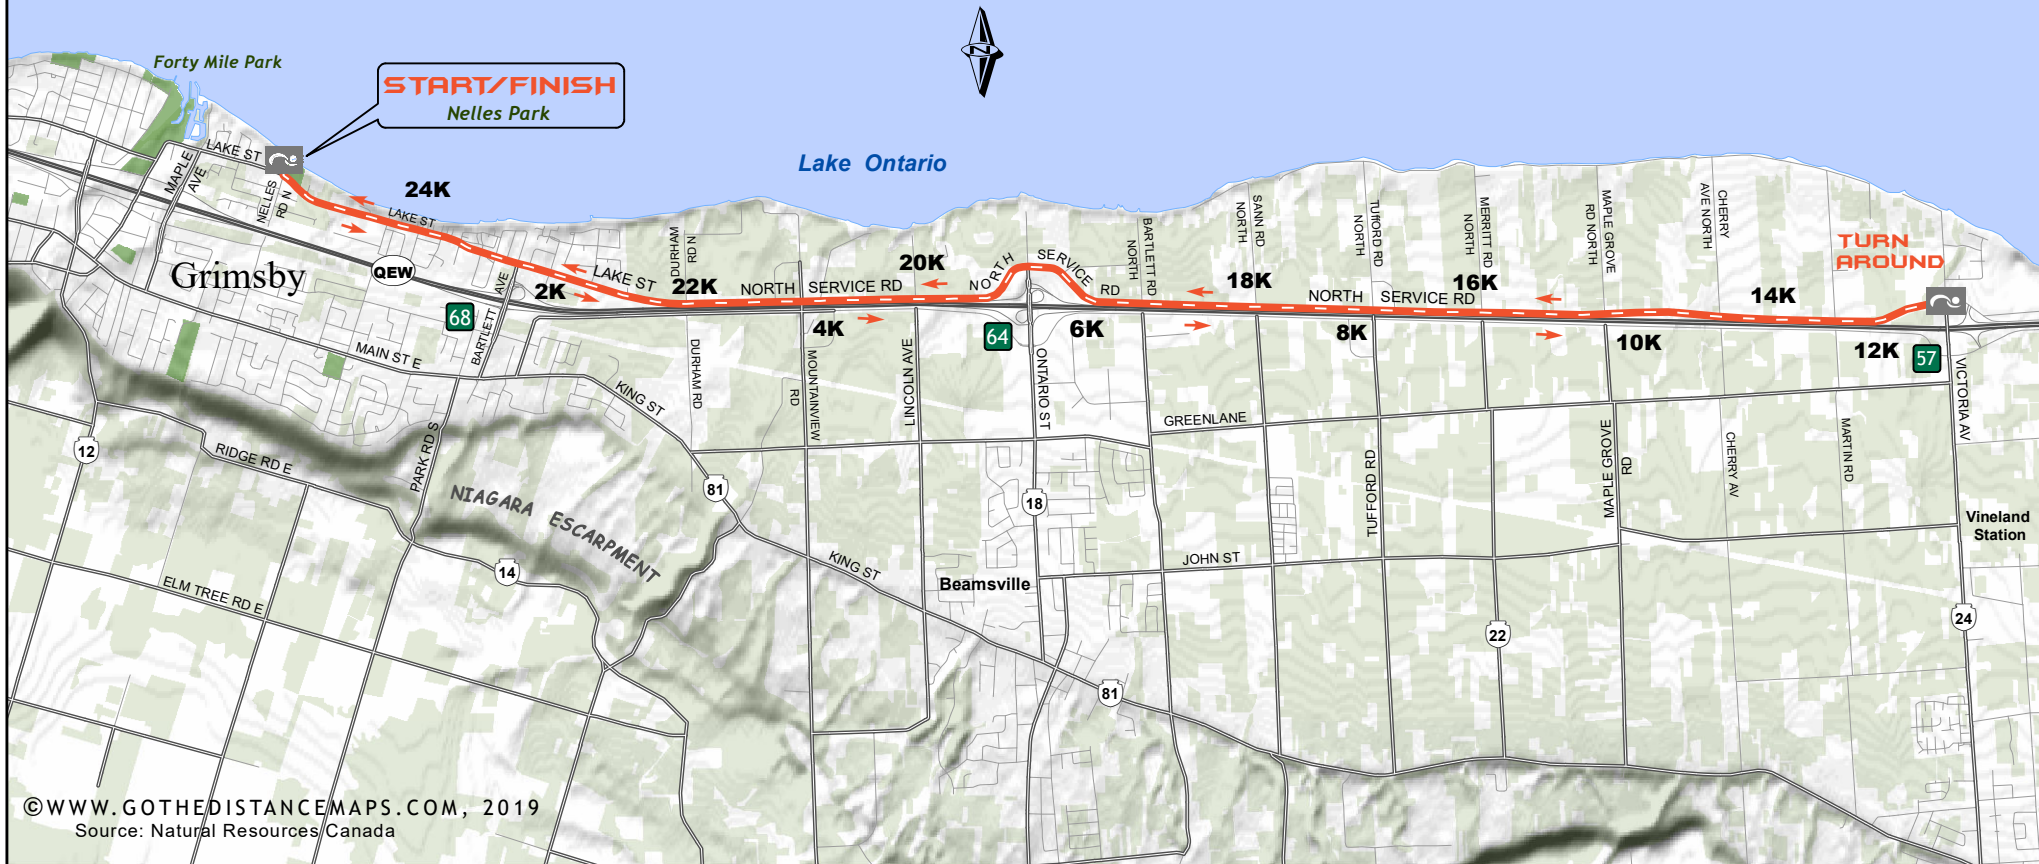 Forty Mile Park
START/FINISH
Nelles Park
N
Lake Ontario
LAKE ST
MAPLE
AVE
NELLES
RD N
24K
LAKE ST
Grimsby
QEW
68
BARTLETT AVE
2K
LAKE ST
DURHAM
RD N
22K
NORTH SERVICE RD
4K
20K
NORTH SERVICE RD
64
6K
BARTLETT RD
NORTH
SANN RD
NORTH
18K
TUFFORD RD
NORTH
NORTH SERVICE RD
8K
MERRITT RD
NORTH
16K
MAPLE GROVE
RD NORTH
10K
CHERRY
AVE NORTH
14K
TURN
AROUND
12K
57
MAIN ST E
KING ST
DURHAM RD
MOUNTAINVIEW
RD
LINCOLN AVE
ONTARIO ST
GREENLANE
VICTORIA AV
12
RIDGE RD E
PARK RD S
NIAGARA ESCARPMENT
81
18
TUFFORD RD
MAPLE GROVE
RD
CHERRY AV
MARTIN RD
Vineland
Station
14
ELM TREE RD E
KING ST
Beamsville
JOHN ST
22
24
81
©WWW.GOTHEDISTANCEMAPS.COM, 2019
Source: Natural Resources Canada